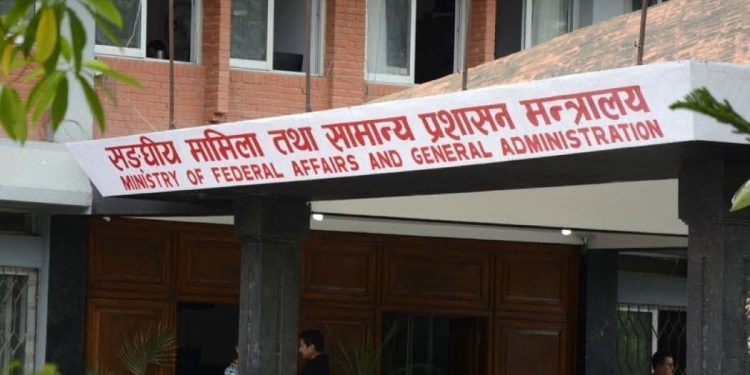 सङ्घीय मामिला तथा सामान्य प्रशासन मन्त्रालय
MINISTRY OF FEDERAL AFFAIRS AND GENERAL ADMINISTRATION